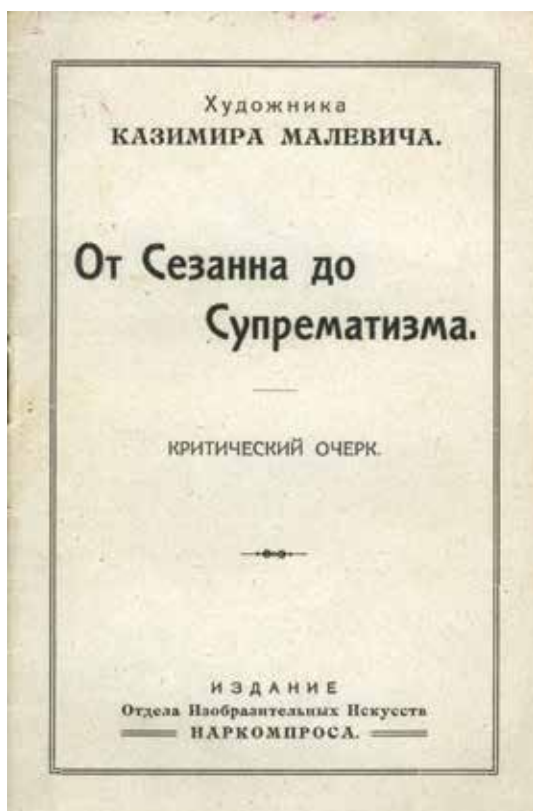 Художника
КАЗИМИРА МАЛЕВИЧА.
От Сезанна до
Супрематизма.
КРИТИЧЕСКИЙ ОЧЕРК.
ИЗДАНИЕ
Отдела Изобразительных Искусств
НАРКОМПРОСА.